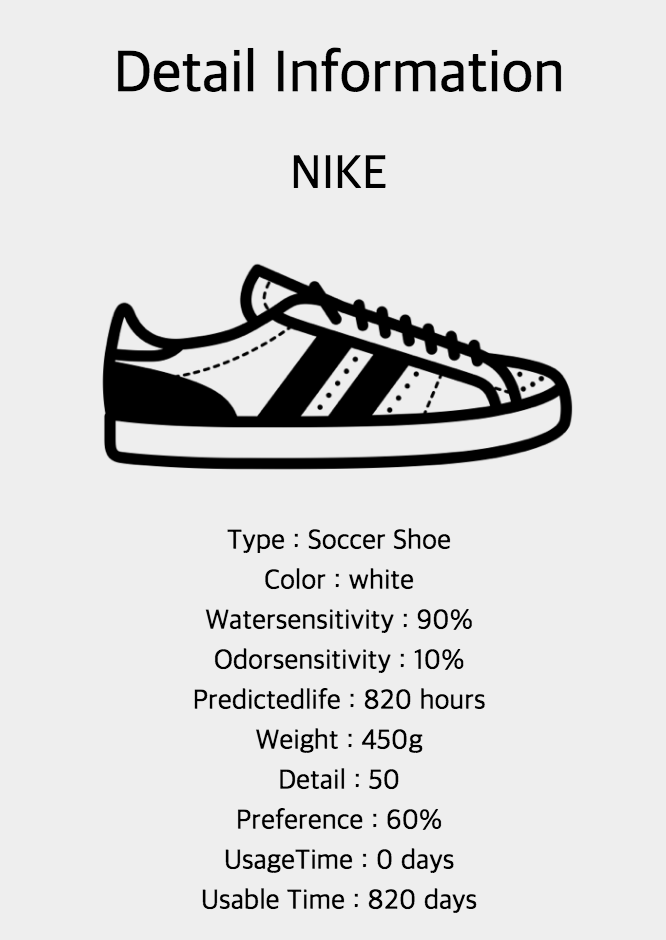 Detail Information
NIKE
Type : Soccer Shoe
Color : white
Watersensitivity : 90%
Odorsensitivity : 10%
Predictedlife : 820 hours
Weight : 450g
Detail : 50
Preference : 60%
UsageTime : 0 days
Usable Time : 820 days